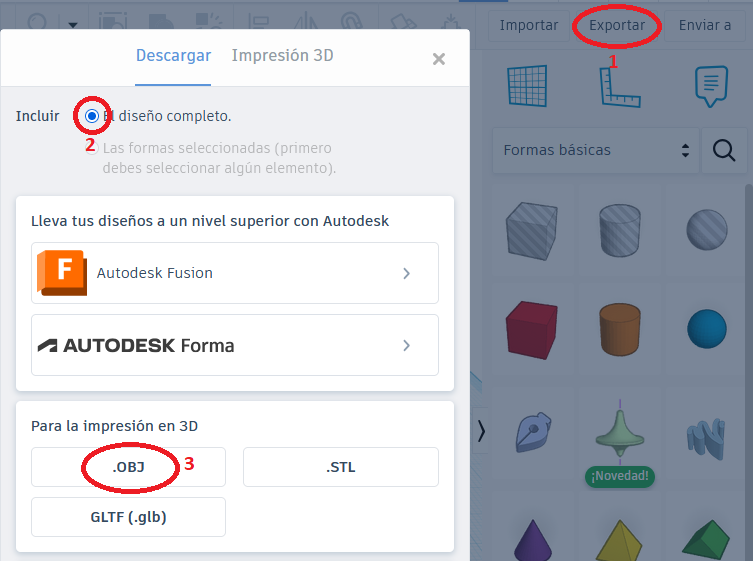 Importar
Exportar
Enviar a
1
Descargar
Impresión 3D
×
Incluir
El diseño completo.
2
Las formas seleccionadas (primero
debes seleccionar algún elemento).
Formas básicas
Lleva tus diseños a un nivel superior con Autodesk
F
Autodesk Fusion
AUTODESK Forma
¡Novedad!
Para la impresión en 3D
.OBJ
3
.STL
GLTF (.glb)